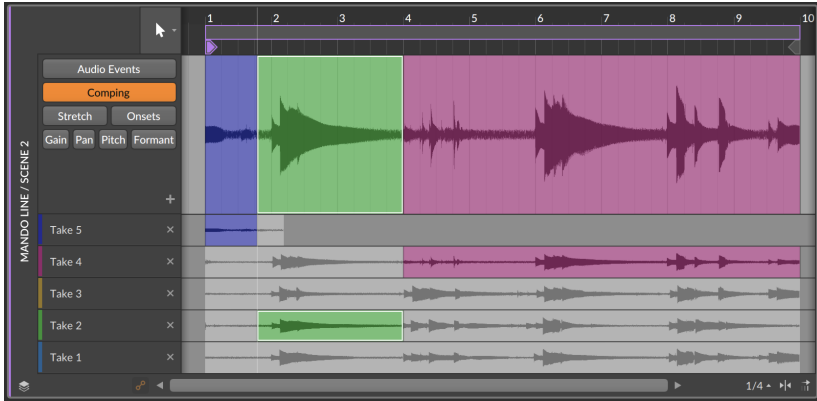 1 2 3 4 5 6 7 8 9 10
Audio Events
Comping
Stretch Onsets
Gain Pan Pitch Formant
+
MANDO LINE / SCENE 2
Take 5 ×
Take 4 ×
Take 3 ×
Take 2 ×
Take 1 ×
1/4